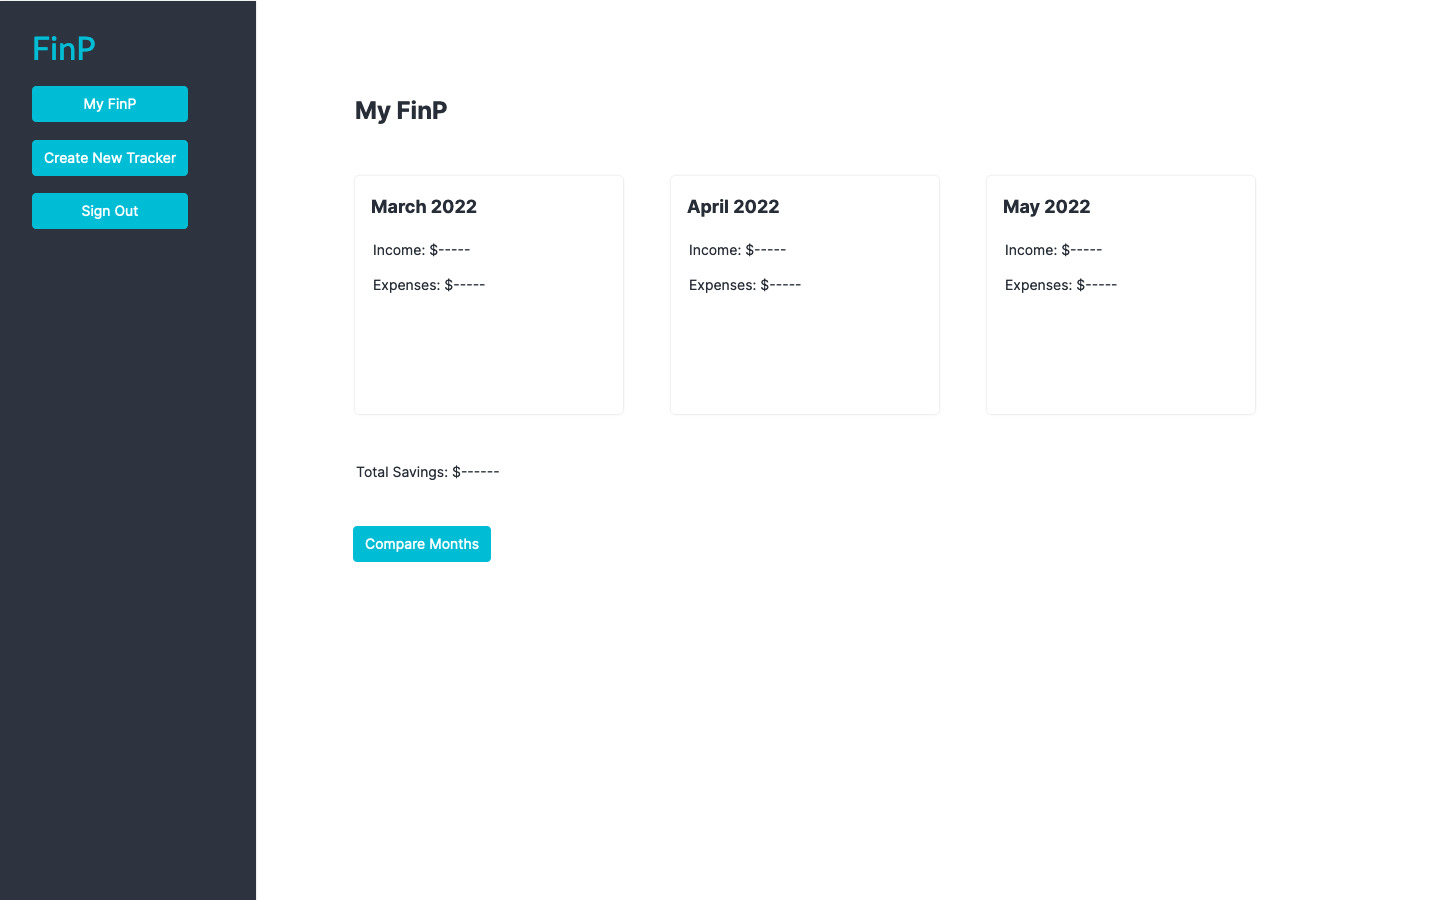 FinP
My FinP
Create New Tracker
Sign Out
My FinP
March 2022
Income: $-----
Expenses: $-----
April 2022
Income: $-----
Expenses: $-----
May 2022
Income: $-----
Expenses: $-----
Total Savings: $------
Compare Months